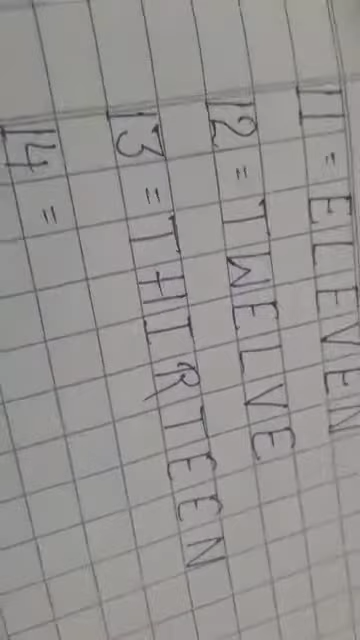 11 = ELEVEN
12 = TWELVE
13 = THIRTEEN
14 =